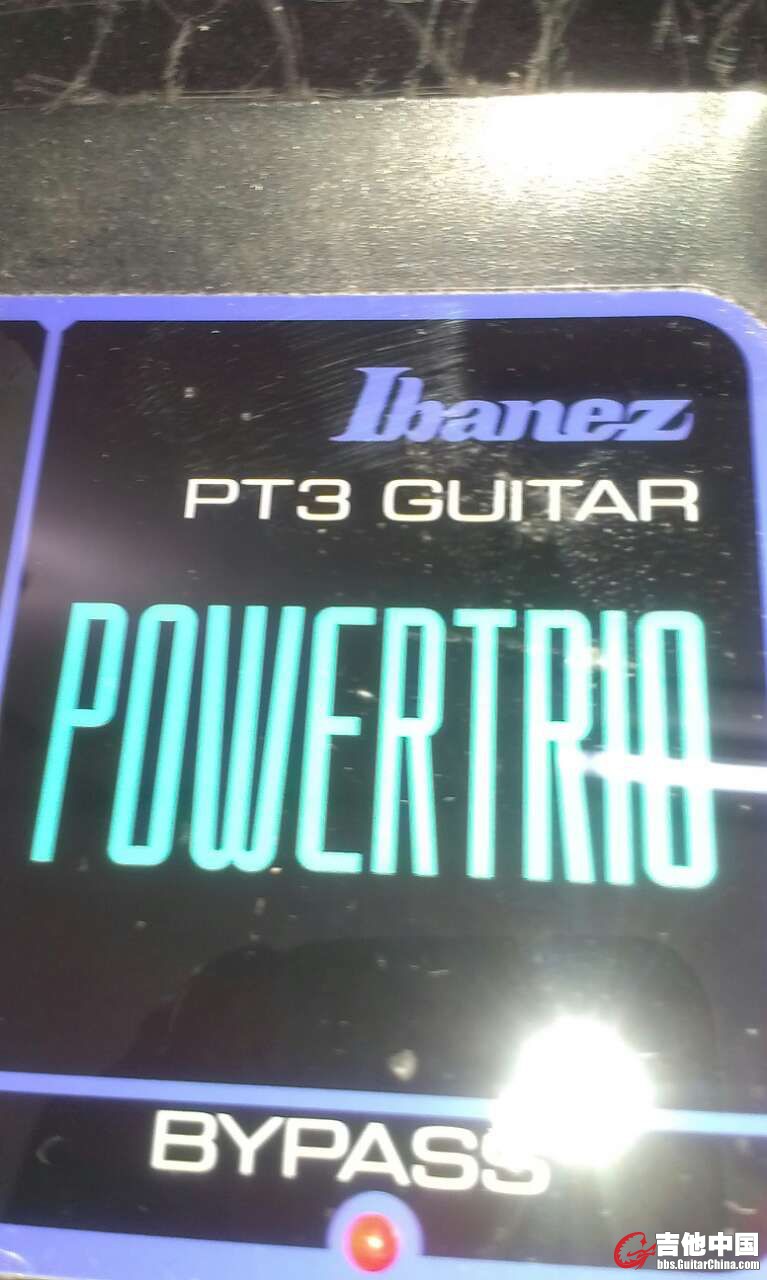 Ibanez
PT3 GUITAR
POWERTRIO
BYPASS
吉他中国
bbs.GuitarChina.com